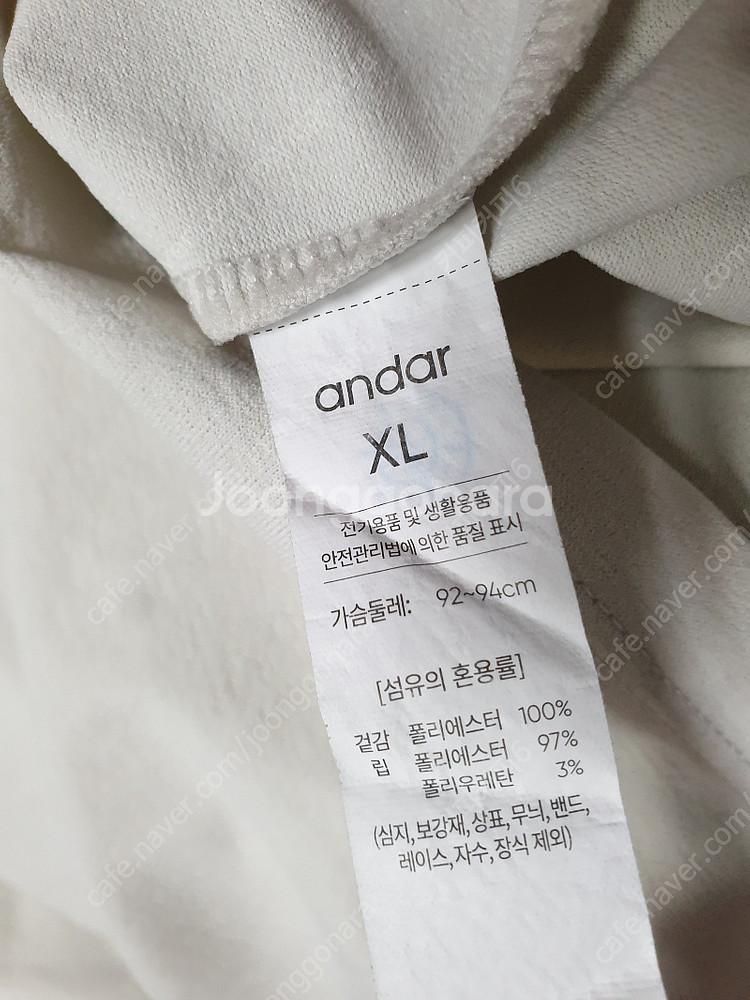 andar
XL
전기용품 및 생활용품
안전관리법에 의한 품질 표시
가슴둘레: 92~94cm
[섬유의 혼용률]
겉감 폴리에스터 100%
립 폴리에스터 97%
폴리우레탄 3%
(심지,보강재,상표,무늬,밴드,
레이스,자수,장식 제외)
Joonggonara
cafe.naver.com/joonggonara
cafe.naver.com